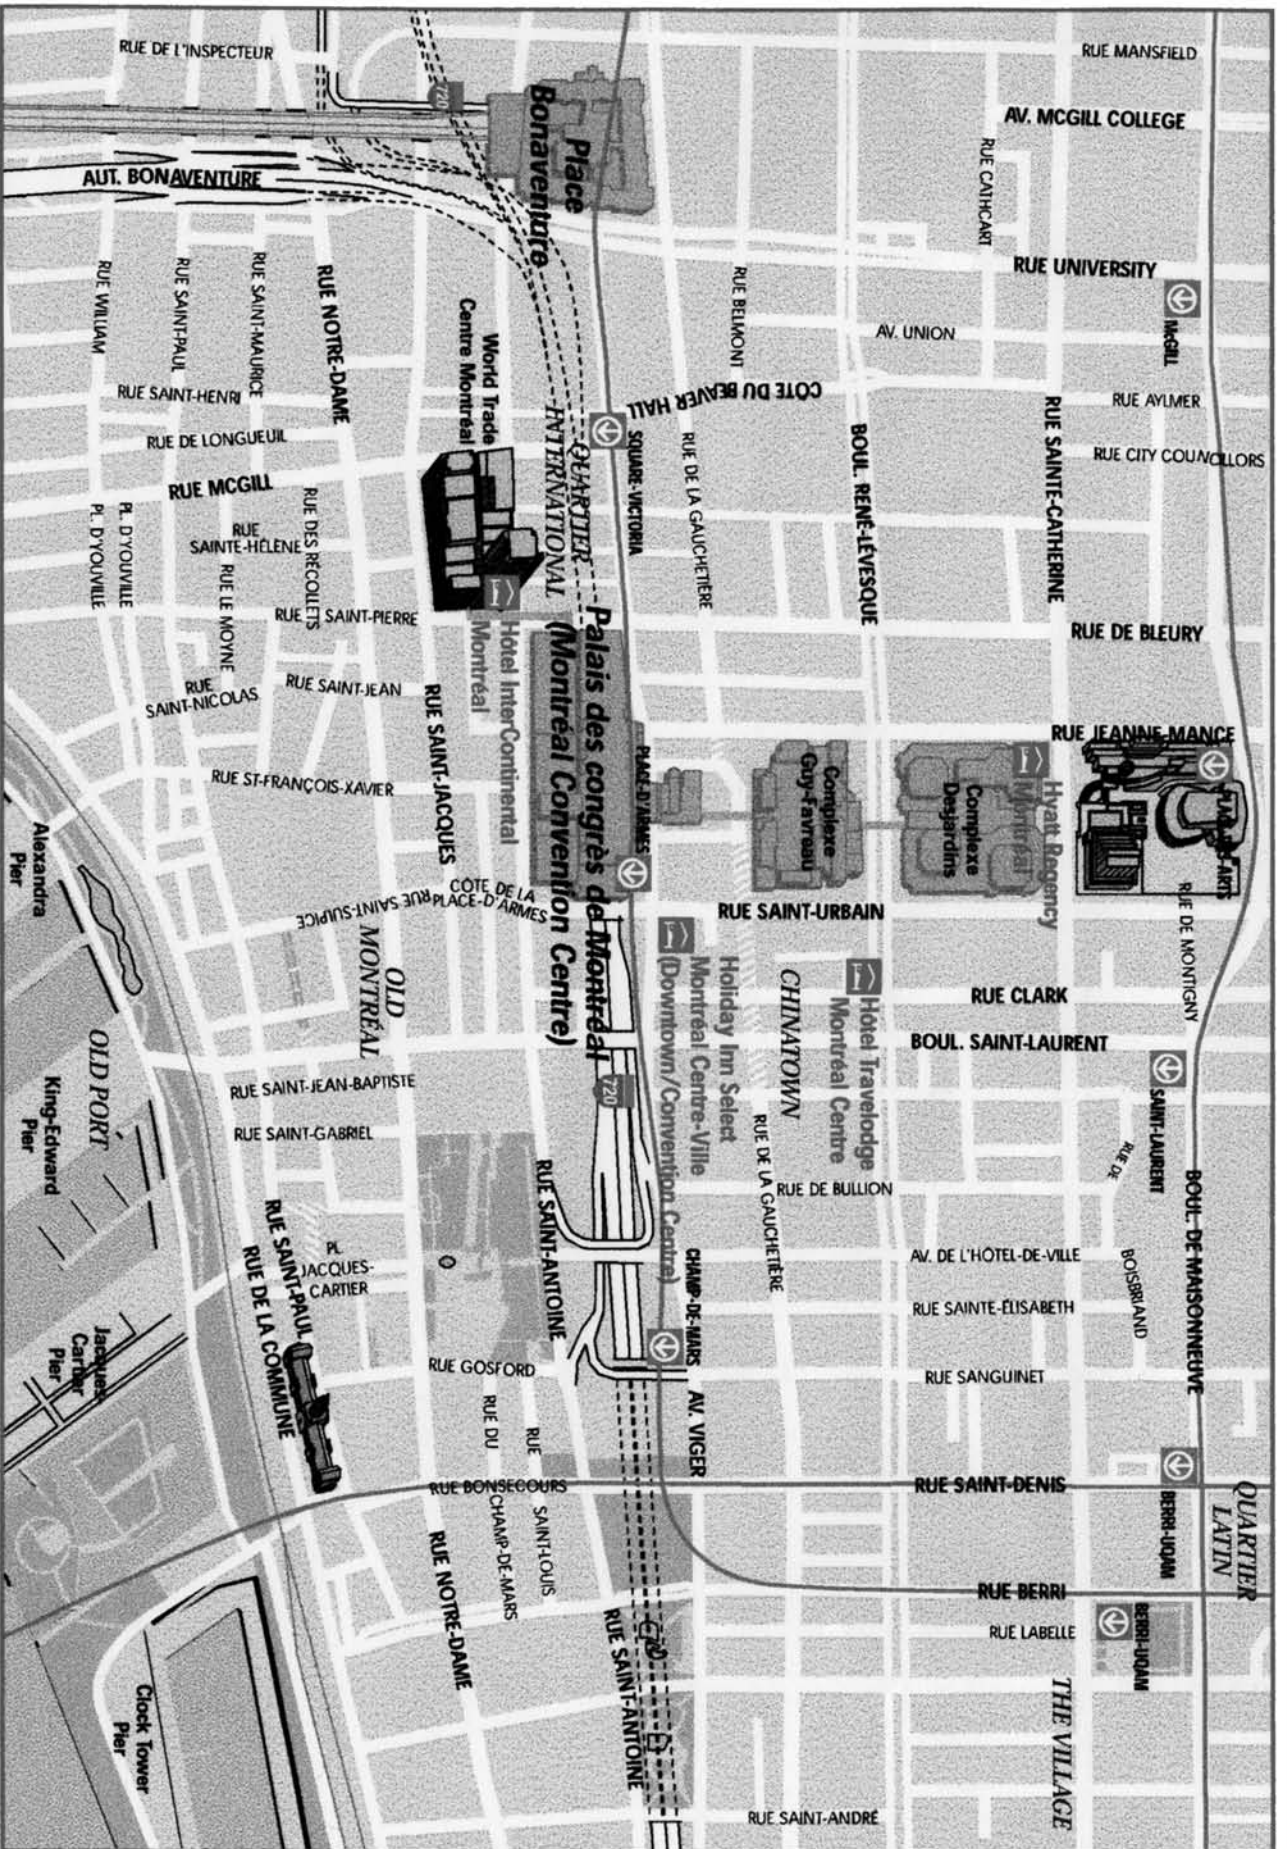 RUE DE L'INSPECTEUR
RUE MANSFIELD
AV. MCGILL COLLEGE
RUE CATHCART
720
Place
Bonaventure
AUT. BONAVENTURE
RUE UNIVERSITY
McGILL
RUE WILLIAM
RUE SAINT-PAUL
RUE SAINT-MAURICE
RUE NOTRE-DAME
RUE BELMONT
AV. UNION
World Trade
Centre Montréal
CÔTE DU BEAVER HALL
RUE SAINT-HENRI
RUE AYLMER
RUE DE LONGUEUIL
SQUARE-VICTORIA
RUE DE LA GAUCHETIÈRE
BOUL. RENÉ-LÉVESQUE
RUE SAINTE-CATHERINE
RUE CITY COUNCILLORS
QUARTIER
INTERNATIONAL
RUE MCGILL
PL. D'YOUVILLE
PL. D'YOUVILLE
RUE
SAINTE-HÉLÈNE
RUE DES RÉCOLLETS
RUE LE MOYNE
RUE SAINT-PIERRE
RUE DE BLEURY
Hôtel InterContinental
Montréal
Palais des congrès de Montréal
(Montréal Convention Centre)
RUE
SAINT-NICOLAS
RUE SAINT-JEAN
RUE SAINT-JACQUES
RUE JEANNE-MANCE
PLACE-D'ARMES
Complexe
Guy-Favreau
Complexe
Desjardins
Hyatt Regency
Montréal
PLACE-DES-ARTS
RUE ST-FRANÇOIS-XAVIER
Alexandra
Pier
RUE SAINT-SULPICE
CÔTE DE LA
PLACE-D'ARMES
RUE SAINT-URBAIN
RUE DE MONTIGNY
OLD
MONTRÉAL
Holiday Inn Select
Montréal Centre-Ville
(Downtown/Convention Centre)
CHINATOWN
Hôtel Travelodge
Montréal Centre
RUE CLARK
BOUL. SAINT-LAURENT
OLD PORT
King-Edward
Pier
RUE SAINT-JEAN-BAPTISTE
720
SAINT-LAURENT
RUE SAINT-GABRIEL
RUE DE LA GAUCHETIÈRE
RUE DE BULLION
RUE DE
BOISBRIAND
BOUL. DE MAISONNEUVE
RUE SAINT-ANTOINE
RUE SAINT-PAUL
RUE DE LA COMMUNE
PL.
JACQUES-
CARTIER
AV. DE L'HÔTEL-DE-VILLE
CHAMP-DE-MARS
RUE SAINTE-ÉLISABETH
Jacques-
Cartier
Pier
RUE GOSFORD
RUE SANGUINET
AV. VIGER
RUE DU
CHAMP-DE-MARS
RUE
SAINT-LOUIS
RUE BONSECOURS
RUE SAINT-DENIS
BERRI-UQAM
QUARTIER
LATIN
RUE NOTRE-DAME
RUE BERRI
RUE LABELLE
BERRI-UQAM
RUE SAINT-ANTOINE
Clock Tower
Pier
THE VILLAGE
RUE SAINT-ANDRÉ